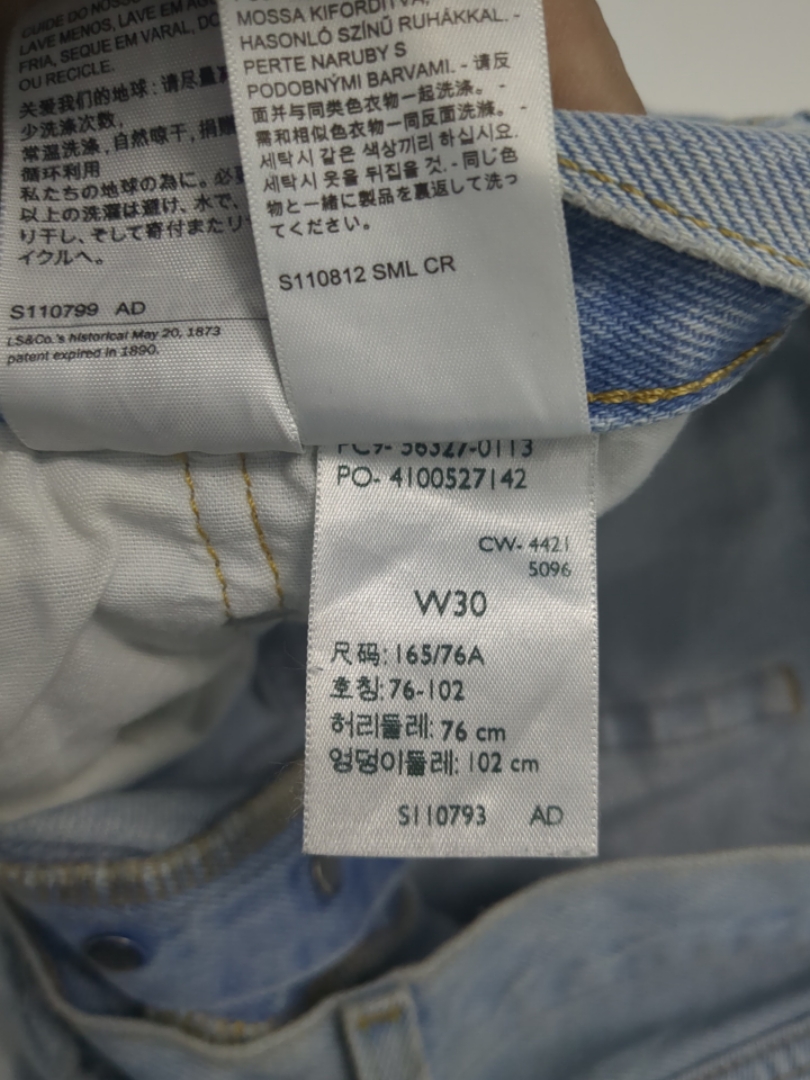 GUIDE DO NOSSO
LAVE MENOS, LAVE EM
FRIA, SEQUE EM VARAL,
OU RECICLE.
关爱我们的地球：请尽量
少洗涤次数，
常温洗涤，自然晾干，捐赠
循环利用
私たちの地球の為に。必
以上の洗濯は避け、水で、
り干し、そして寄付またリ
イクルへ。
S110799 AD
LS&Co.'s historical May 20, 1873
patent expired in 1890.
MOSSA KIFORDÍTVA,
HASONLÓ SZÍNŰ RUHÁKKAL. -
PERTE NARUBY S
PODOBNÝMI BARVAMI. - 请反
面并与同类色衣物一起洗涤。 -
需和相似色衣物一同反面洗滌。 -
세탁시 같은 색상끼리 하십시요.
세탁시 옷을 뒤집을 것. - 同じ色
物と一緒に製品を裏返して洗っ
てください。
S110812 SML CR
PC9- 56327-0113
PO- 4100527142
CW- 4421
5096
W30
尺码: 165/76A
호칭: 76-102
허리둘레: 76 cm
엉덩이둘레: 102 cm
S110793 AD